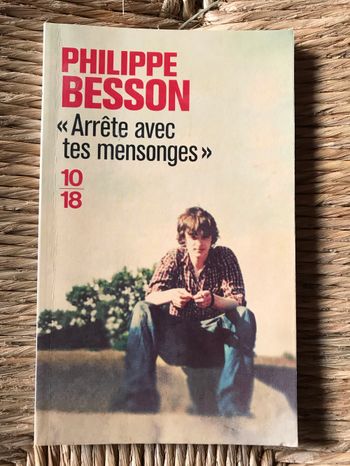 PHILIPPE
BESSON
« Arrête avec
tes mensonges »
10
18